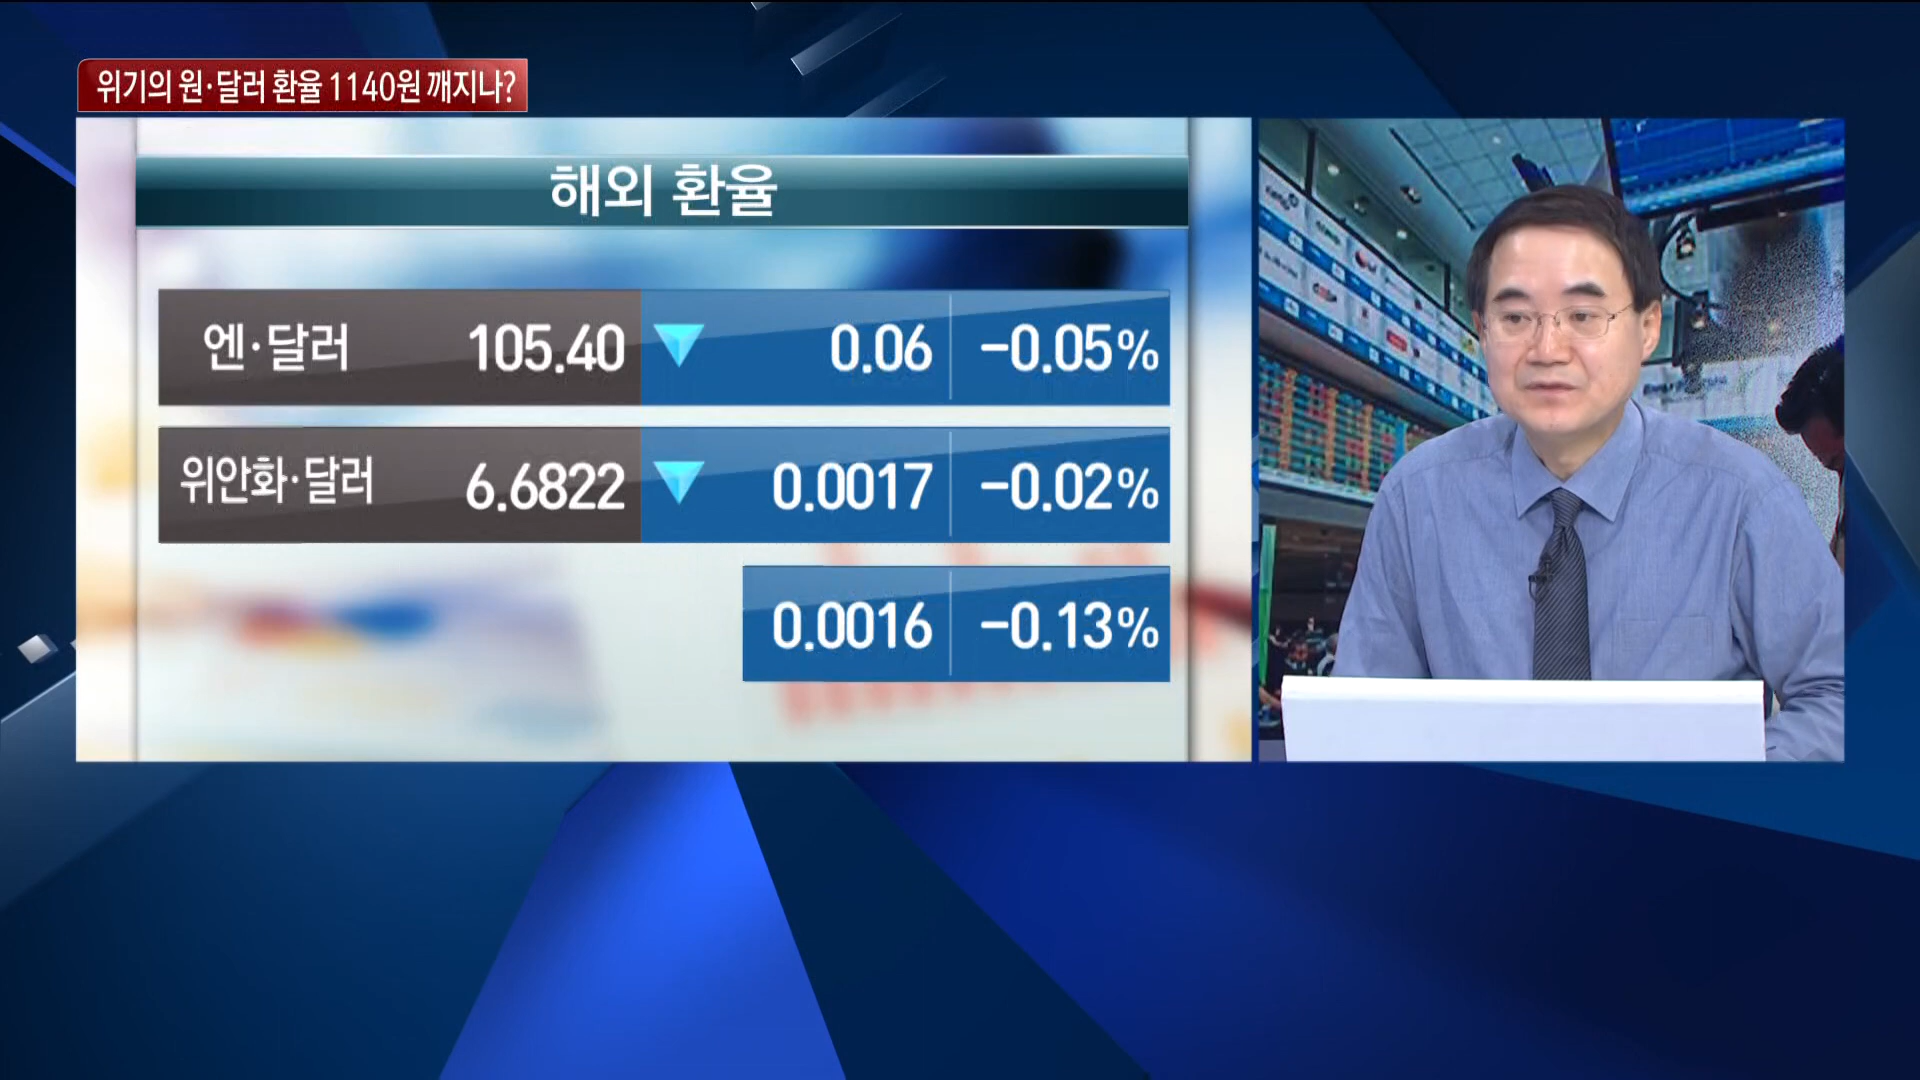 위기의 원·달러 환율 1140원 깨지나?
해외 환율
엔·달러 105.40 ▼ 0.06 -0.05%
위안화·달러 6.6822 ▼ 0.0017 -0.02%
0.0016 -0.13%